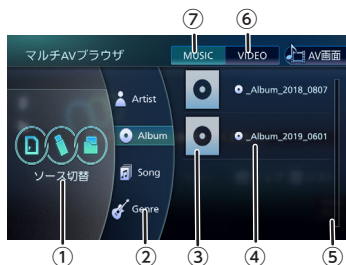 ⑦ ⑥
マルチAVブラウザ MUSIC VIDEO AV画面
Artist
_Album_2018_0807
Album
_Album_2019_0601
ソース切替
Song
Genre
① ② ③ ④ ⑤